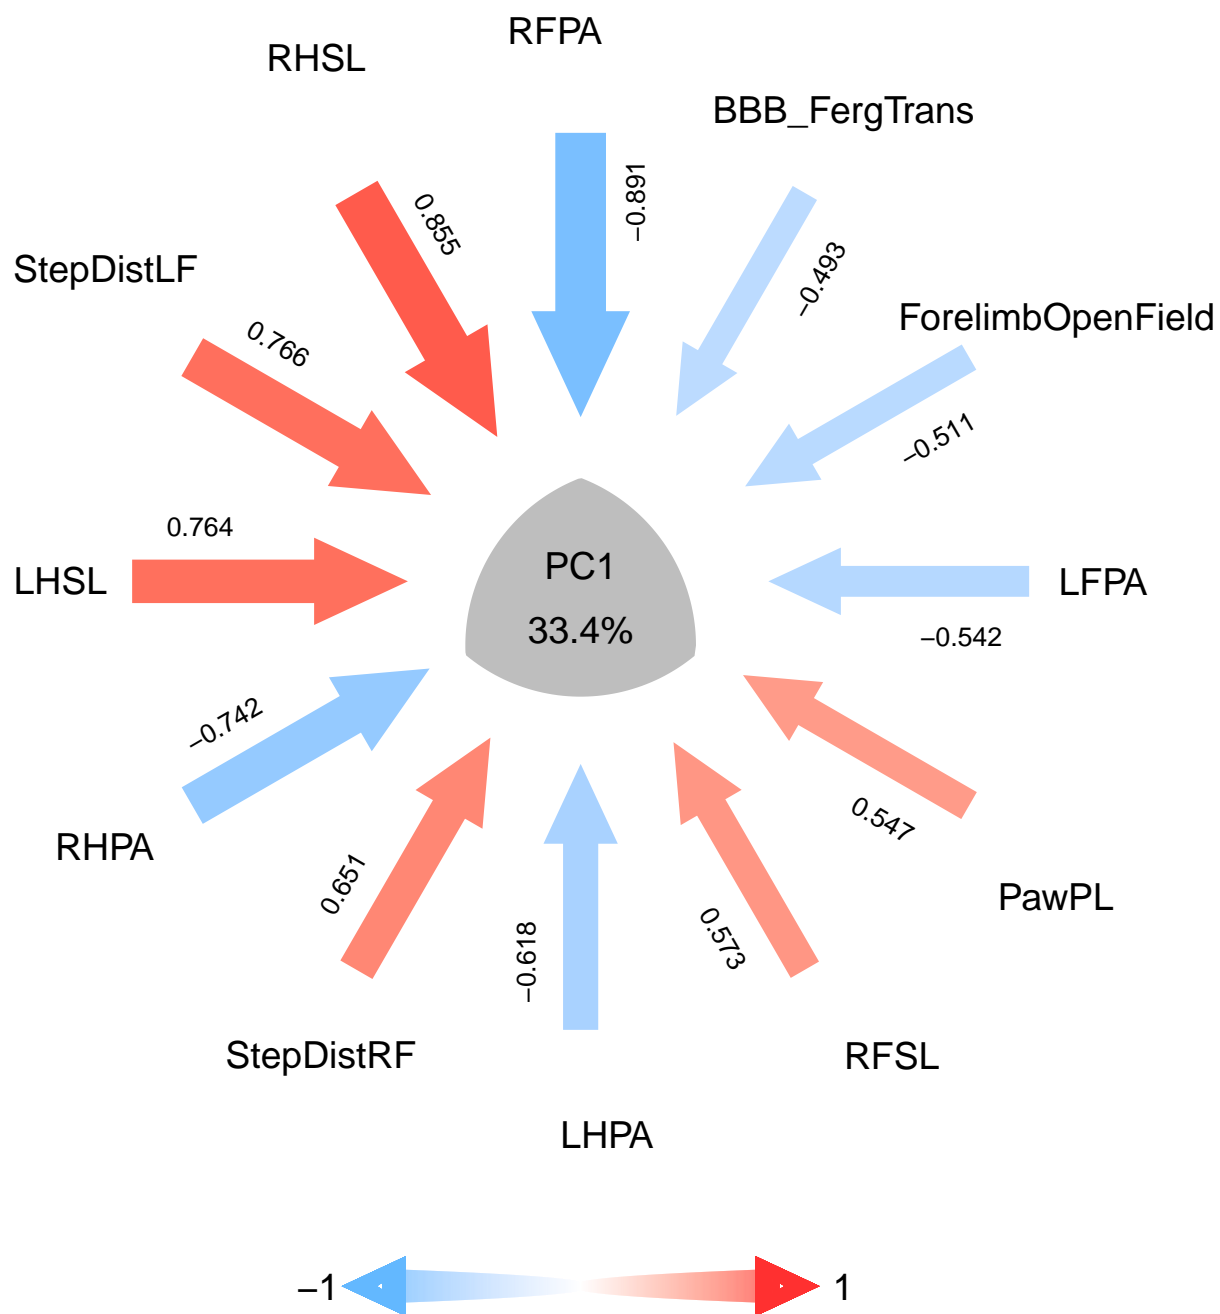 RFPA
RHSL
BBB_FergTrans
−0.891
0.855
−0.493
StepDistLF
ForelimbOpenField
0.766
−0.511
0.764
PC1
LHSL
LFPA
33.4%
−0.542
−0.742
0.547
RHPA
0.651
PawPL
−0.618
0.573
StepDistRF
RFSL
LHPA
−1
1